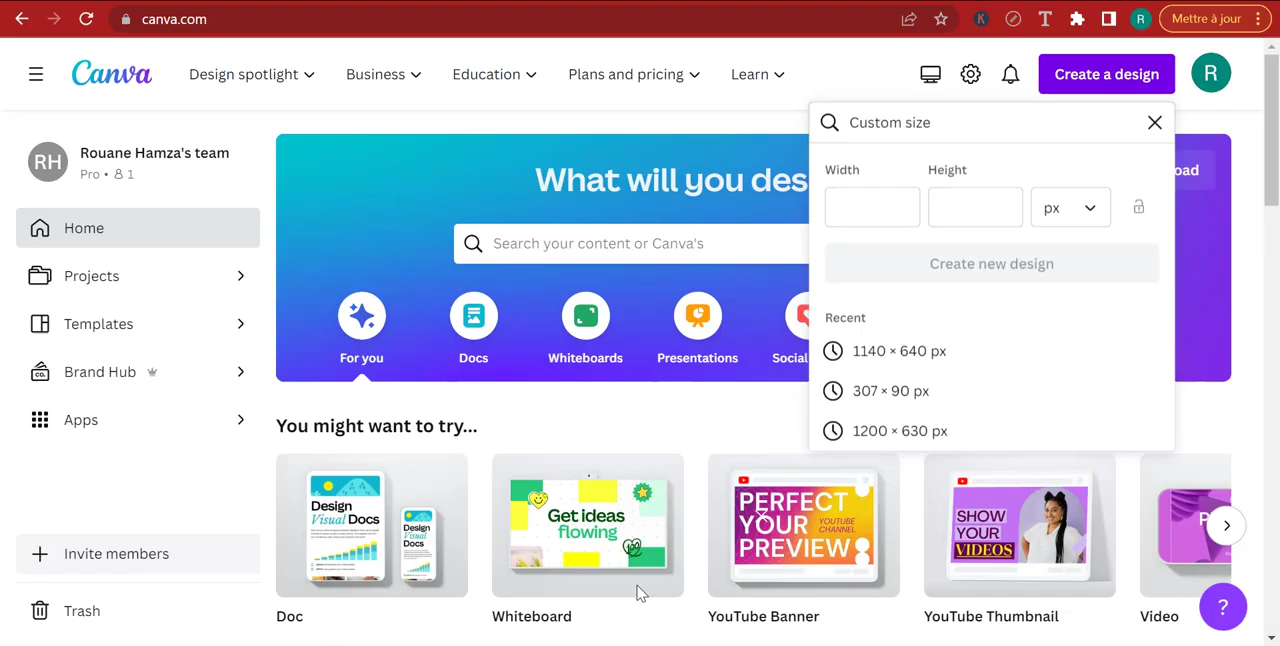 canva.com
K
T
R
Mettre à jour
Canva
Design spotlight
Business
Education
Plans and pricing
Learn
Create a design
R
RH
Rouane Hamza's team
Pro • 1
Home
Projects
Templates
CO.
Brand Hub
Apps
Invite members
Trash
What will you des
oad
Search your content or Canva's
For you
Docs
Whiteboards
Presentations
Social
Custom size
Width
Height
px
Create new design
Recent
1140 × 640 px
307 × 90 px
1200 × 630 px
You might want to try...
Design
Visual Docs
Design
Visual
Docs
Get ideas
flowing
PERFECT
YOUR
PREVIEW
YOUTUBE
CHANNEL
SHOW
YOUR
VIDEOS
P
Doc
Whiteboard
YouTube Banner
YouTube Thumbnail
Video
?